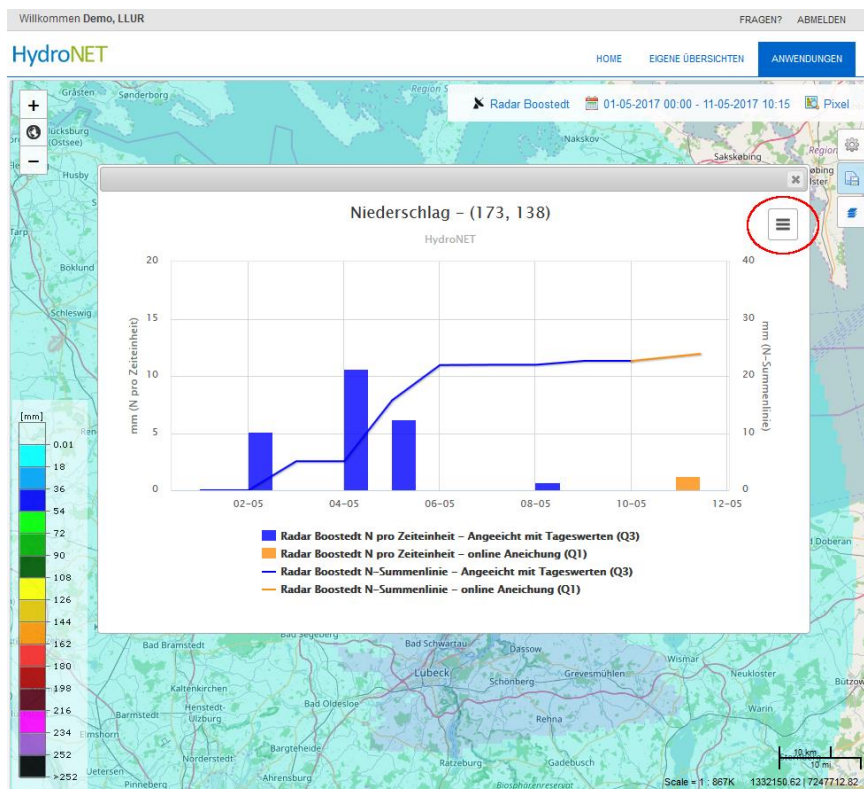 Willkommen Demo, LLUR
FRAGEN? ABMELDEN
HydroNET
HOME EIGENE ÜBERSICHTEN ANWENDUNGEN
Gråsten
Sønderborg
Radar Boostedt 01-05-2017 00:00 - 11-05-2017 10:15 Pixel
+
−
(Ostsee)
Nakskov
Region
Sakskøbing
Husby
Böklund
Schleswig
Niederschlag – (173, 138)
HydroNET
20 40
15 30
10 20
5 10
0 0
mm (N pro Zeiteinheit)
mm (N-Summenlinie)
02-05 04-05 06-05 08-05 10-05 12-05
Radar Boostedt N pro Zeiteinheit – Angeeicht mit Tageswerten (Q3)
Radar Boostedt N pro Zeiteinheit – online Aneichung (Q1)
Radar Boostedt N-Summenlinie – Angeeicht mit Tageswerten (Q3)
Radar Boostedt N-Summenlinie – online Aneichung (Q1)
[mm]
0.01
18
36
54
72
90
108
126
144
162
180
198
216
234
252
>252
d Doberan
Bad Bramstedt
Bad Segeberg
Bad Schwartau
Dassow
Wismar
Lübeck
Schönberg
Grevesmühlen
Neukloster
Bützow
Kaltenkirchen
Bad Oldesloe
Barmstedt
Henstedt-
Ulzburg
Rehna
Warin
Elmshorn
Bargteheide
Norderstedt
Ratzeburg
Gadebusch
Uetersen
Pinneberg
Ahrensburg
Biosphärenreservat
10 km
10 mi
Scale = 1 : 867K 1332150.62 | 7247712.82